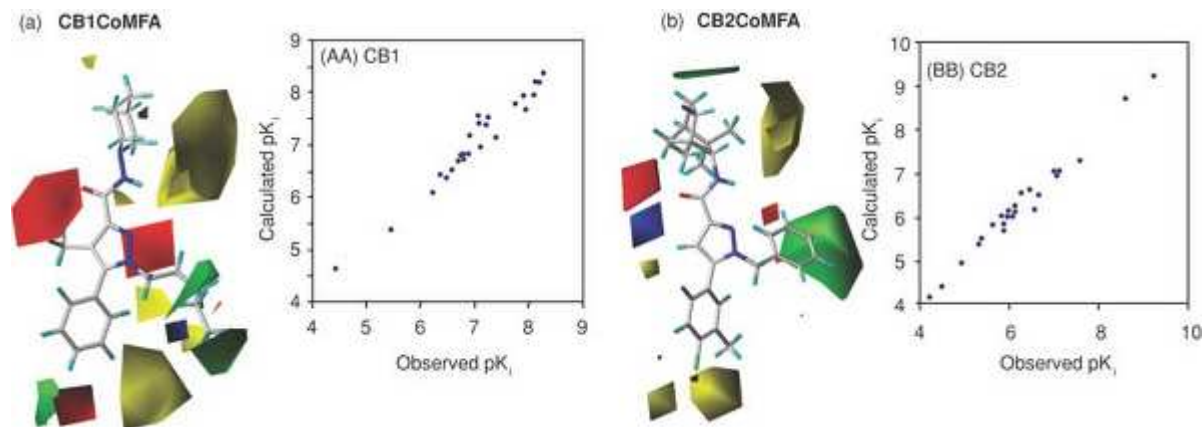 (a) CB1CoMFA
(AA) CB1
9
8
7
6
5
4
Calculated pKi
4 5 6 7 8 9
Observed pKi
(b) CB2CoMFA
(BB) CB2
10
9
8
7
6
5
4
Calculated pKi
4 6 8 10
Observed pKi